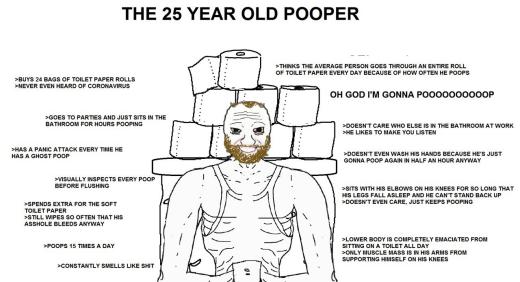 THE 25 YEAR OLD POOPER
>BUYS 24 BAGS OF TOILET PAPER ROLLS
>NEVER EVEN HEARD OF CORONAVIRUS
>THINKS THE AVERAGE PERSON GOES THROUGH AN ENTIRE ROLL
OF TOILET PAPER EVERY DAY BECAUSE OF HOW OFTEN HE POOPS
OH GOD I'M GONNA POOOOOOOOOOP
>GOES TO PARTIES AND JUST SITS IN THE
BATHROOM FOR HOURS POOPING
>DOESN'T CARE WHO ELSE IS IN THE BATHROOM AT WORK
>HE LIKES TO MAKE YOU LISTEN
>HAS A PANIC ATTACK EVERY TIME HE
HAS A GHOST POOP
>DOESN'T EVEN WASH HIS HANDS BECAUSE HE'S JUST
GONNA POOP AGAIN IN HALF AN HOUR ANYWAY
>VISUALLY INSPECTS EVERY POOP
BEFORE FLUSHING
>SITS WITH HIS ELBOWS ON HIS KNEES FOR SO LONG THAT
HIS LEGS FALL ASLEEP AND HE CAN'T STAND BACK UP
>DOESN'T EVEN CARE, JUST KEEPS POOPING
>SPENDS EXTRA FOR THE SOFT
TOILET PAPER
>STILL WIPES SO OFTEN THAT HIS
ASSHOLE BLEEDS ANYWAY
>POOPS 15 TIMES A DAY
>LOWER BODY IS COMPLETELY EMACIATED FROM
SITTING ON A TOILET ALL DAY
>ONLY MUSCLE MASS IS IN HIS ARMS FROM
SUPPORTING HIMSELF ON HIS KNEES
>CONSTANTLY SMELLS LIKE SHIT